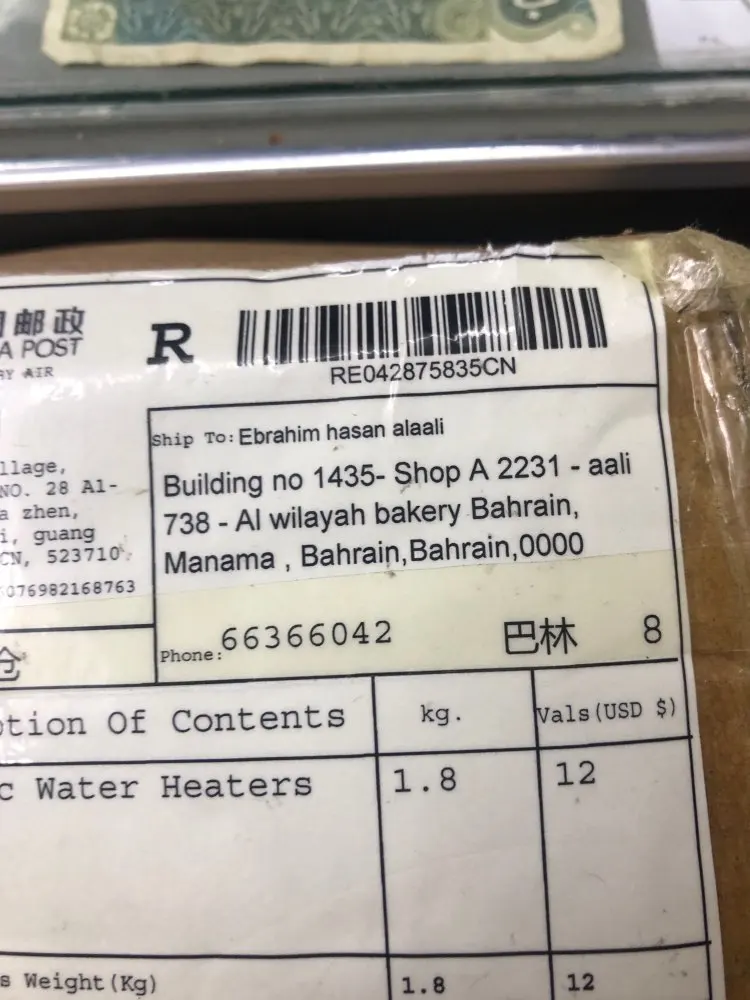 邮政
R
A POST
BY AIR
RE042875835CN
Ship To: Ebrahim hasan alaali
llage,
NO. 28 Al-
a zhen,
i, guang
CN, 523710
076982168763
Building no 1435- Shop A 2231 - aali
738 - Al wilayah bakery Bahrain,
Manama , Bahrain,Bahrain,0000
Phone: 66366042 巴林 8
仓
tion Of Contents kg. Vals(USD $)
c Water Heaters 1.8 12
s Weight(Kg) 1.8 12